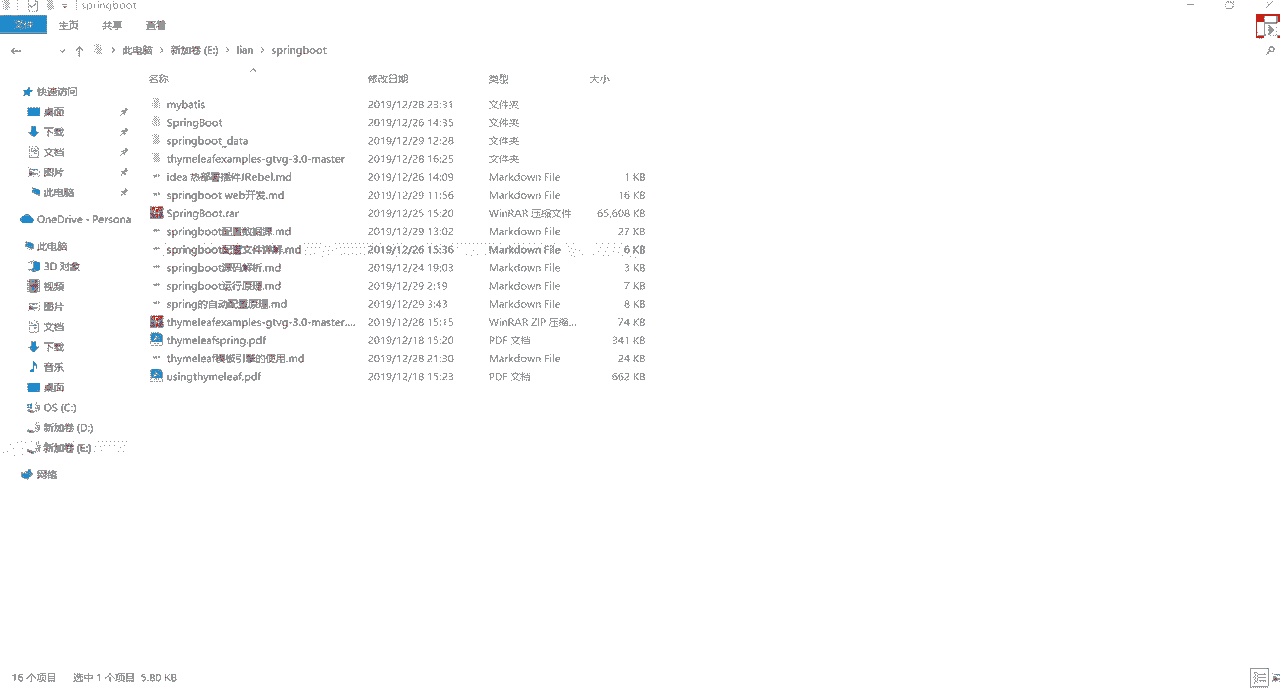 springboot
文件 主页 共享 查看
此电脑 › 新加卷 (E:) › lian › springboot
名称 修改日期 类型 大小
快速访问
桌面
下载
文档
图片
此电脑
OneDrive - Persona
此电脑
3D 对象
视频
图片
文档
下载
音乐
桌面
OS (C:)
新加卷 (D:)
新加卷 (E:)
网络
mybatis 2019/12/28 23:31 文件夹
SpringBoot 2019/12/26 14:35 文件夹
springboot_data 2019/12/29 12:28 文件夹
thymeleafexamples-gtvg-3.0-master 2019/12/28 16:25 文件夹
idea 热部署插件JRebel.md 2019/12/26 14:09 Markdown File 1 KB
springboot web开发.md 2019/12/29 11:56 Markdown File 16 KB
SpringBoot.rar 2019/12/25 15:20 WinRAR 压缩文件 65,608 KB
springboot配置数据源.md 2019/12/29 13:02 Markdown File 27 KB
springboot配置文件详解.md 2019/12/26 15:36 Markdown File 6 KB
springboot源码解析.md 2019/12/24 19:03 Markdown File 3 KB
springboot运行原理.md 2019/12/29 2:19 Markdown File 7 KB
spring的自动配置原理.md 2019/12/29 3:43 Markdown File 8 KB
thymeleafexamples-gtvg-3.0-master.... 2019/12/28 15:15 WinRAR ZIP 压缩... 74 KB
thymeleafspring.pdf 2019/12/18 15:20 PDF 文档 341 KB
thymeleaf模板引擎的使用.md 2019/12/28 21:30 Markdown File 24 KB
usingthymeleaf.pdf 2019/12/18 15:23 PDF 文档 662 KB
16 个项目 选中 1 个项目 5.80 KB